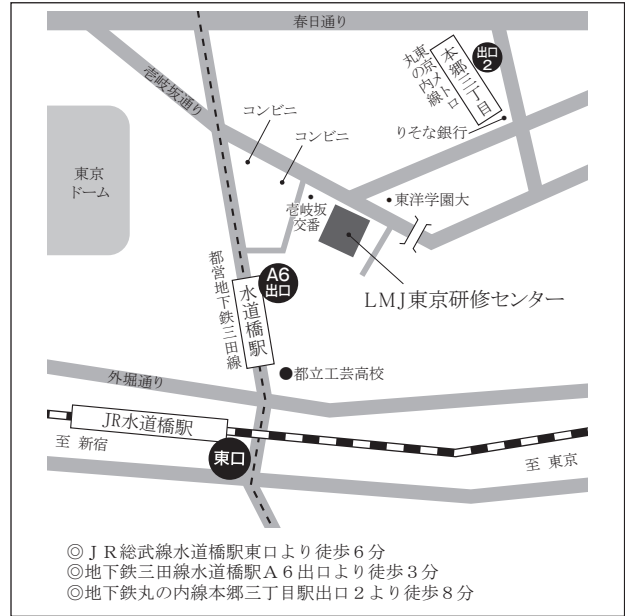 春日通り
壱岐坂通り
東京メトロ
丸の内線
本郷三丁目
出口
2
コンビニ
コンビニ
りそな銀行
東京
ドーム
壱岐坂
交番
東洋学園大
LMJ東京研修センター
都営地下鉄三田線
A6
出口
水道橋駅
都立工芸高校
外堀通り
JR水道橋駅
至 新宿
東口
至 東京
◎ＪＲ総武線水道橋駅東口より徒歩６分
◎地下鉄三田線水道橋駅Ａ６出口より徒歩３分
◎地下鉄丸の内線本郷三丁目駅出口２より徒歩８分